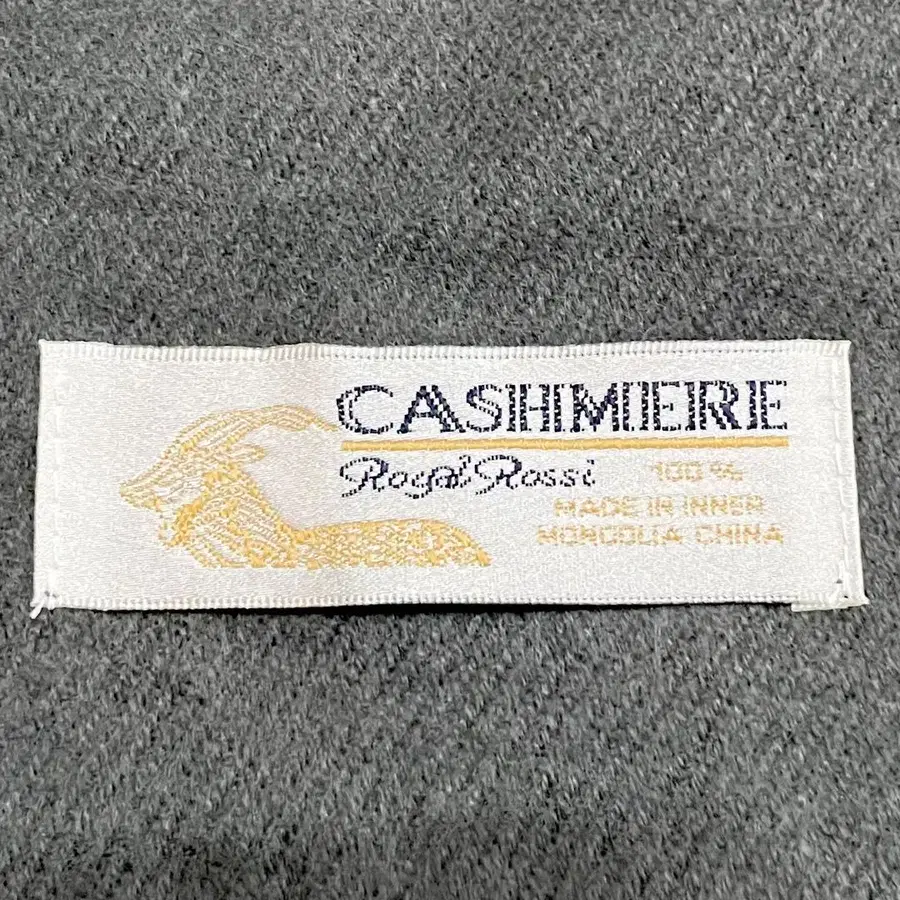 CASHMERE
Royal Rossi 100%
MADE IN INNER
MONGOLIA CHINA